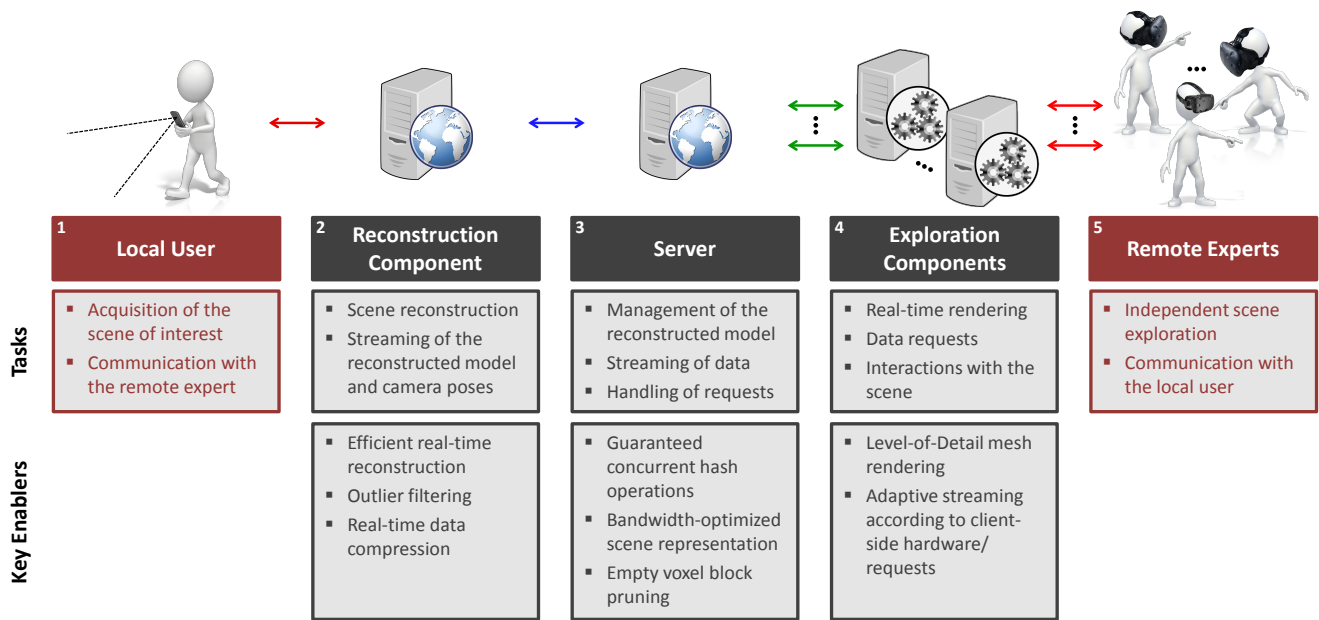 1
Local User
2
Reconstruction
Component
3
Server
4
Exploration
Components
5
Remote Experts
Tasks
▪ Acquisition of the
scene of interest
▪ Communication with
the remote expert
▪ Scene reconstruction
▪ Streaming of the
reconstructed model
and camera poses
▪ Management of the
reconstructed model
▪ Streaming of data
▪ Handling of requests
▪ Real-time rendering
▪ Data requests
▪ Interactions with the
scene
▪ Independent scene
exploration
▪ Communication with
the local user
Key Enablers
▪ Efficient real-time
reconstruction
▪ Outlier filtering
▪ Real-time data
compression
▪ Guaranteed
concurrent hash
operations
▪ Bandwidth-optimized
scene representation
▪ Empty voxel block
pruning
▪ Level-of-Detail mesh
rendering
▪ Adaptive streaming
according to client-
side hardware/
requests